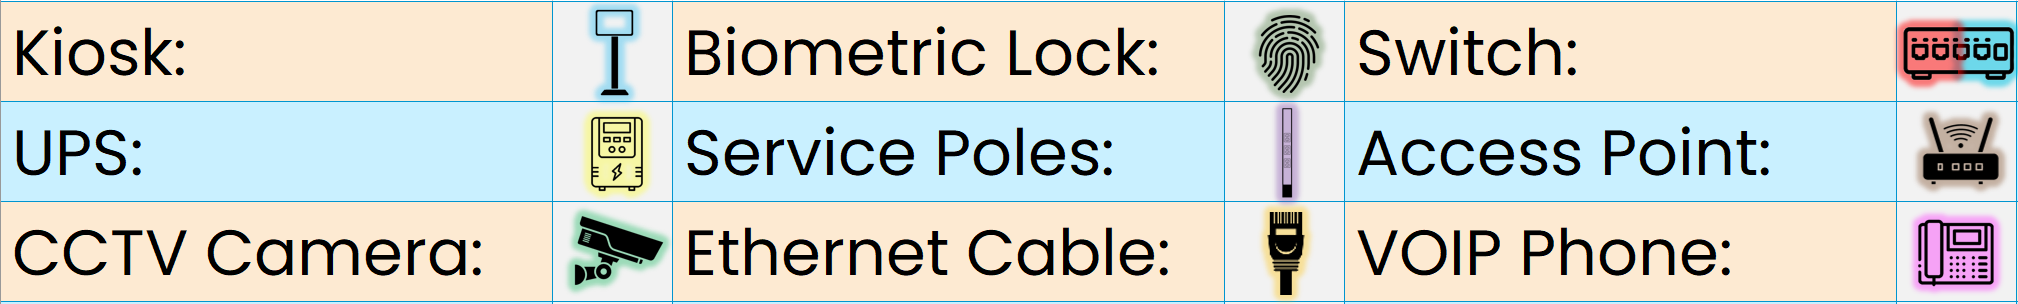 Kiosk: Biometric Lock: Switch:
UPS: Service Poles: Access Point:
CCTV Camera: Ethernet Cable: VOIP Phone: